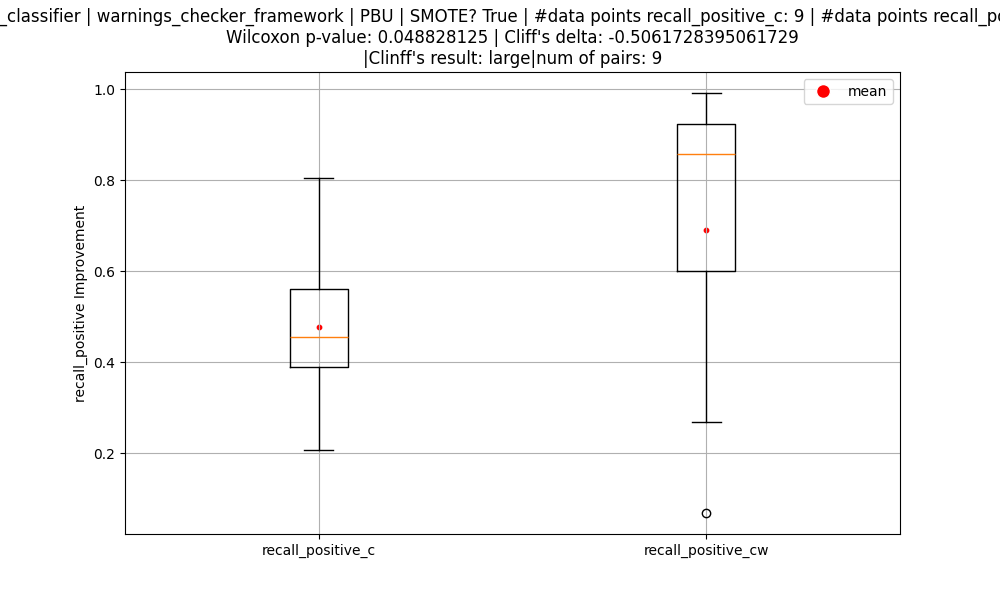 _classifier | warnings_checker_framework | PBU | SMOTE? True | #data points recall_positive_c: 9 | #data points
Wilcoxon p-value: 0.048828125 | Cliff's delta: -0.5061728395061729
|Clinff's result: large|num of pairs: 9
mean
1.0
0.8
0.6
0.4
0.2
recall_positive Improvement
recall_positive_c
recall_positive_cw